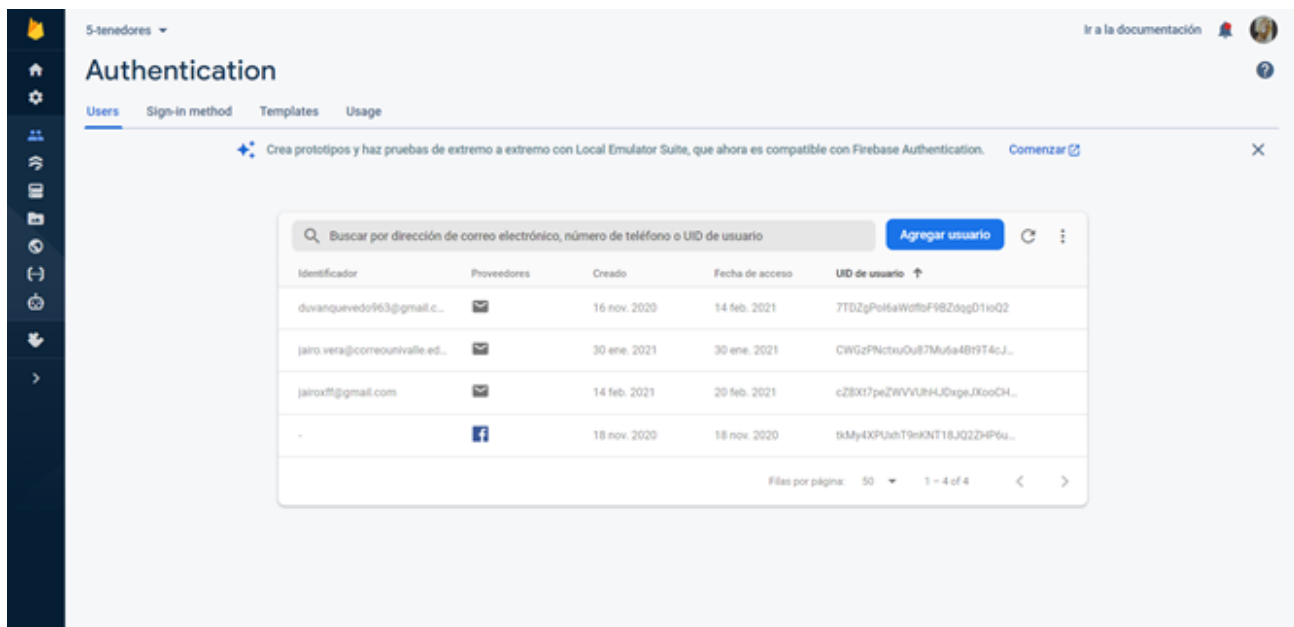 5-tenedores Ir a la documentación
Authentication
Users Sign-in method Templates Usage
Crea prototipos y haz pruebas de extremo a extremo con Local Emulator Suite, que ahora es compatible con Firebase Authentication. Comenzar
Buscar por dirección de correo electrónico, número de teléfono o UID de usuario Agregar usuario
Identificador Proveedores Creado Fecha de acceso UID de usuario
duvanquevedo963@gmail.c... 16 nov. 2020 14 feb. 2021
jairo.vera@correounivalle.ed... 30 ene. 2021 30 ene. 2021
jairoxff@gmail.com 14 feb. 2021 20 feb. 2021
- 18 nov. 2020 18 nov. 2020
Filas por página: 50 1 – 4 of 4